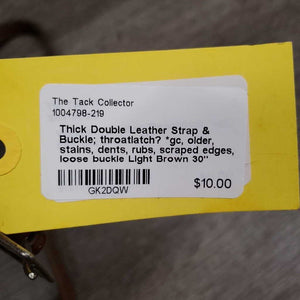 The Tack Collector
1004798-219
Thick Double Leather Strap &
Buckle; throatlatch? *gc, older,
stains, dents, rubs, scraped edges,
loose buckle Light Brown 30"
GK2DQW
$10.00